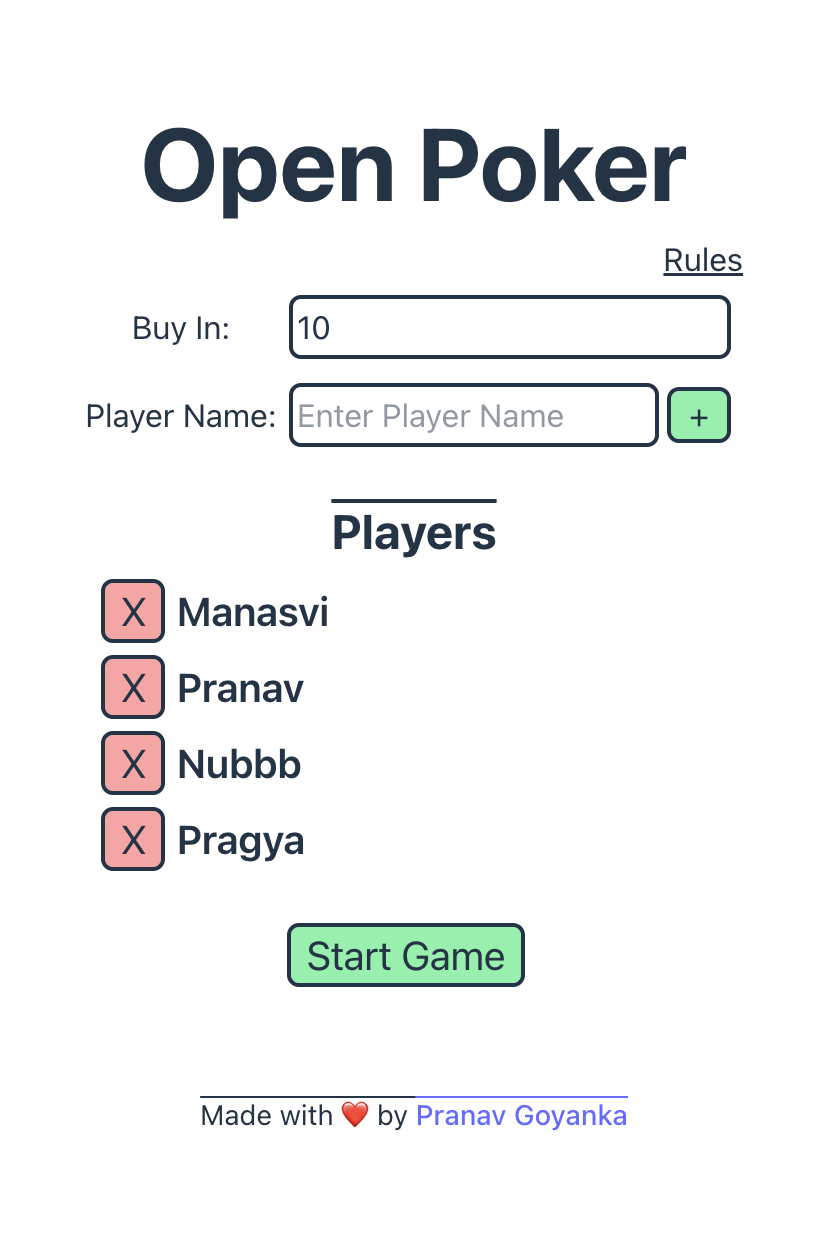 Open Poker
Rules
Buy In: 10
Player Name: Enter Player Name +
Players
X Manasvi
X Pranav
X Nubbb
X Pragya
Start Game
Made with ❤️ by Pranav Goyanka